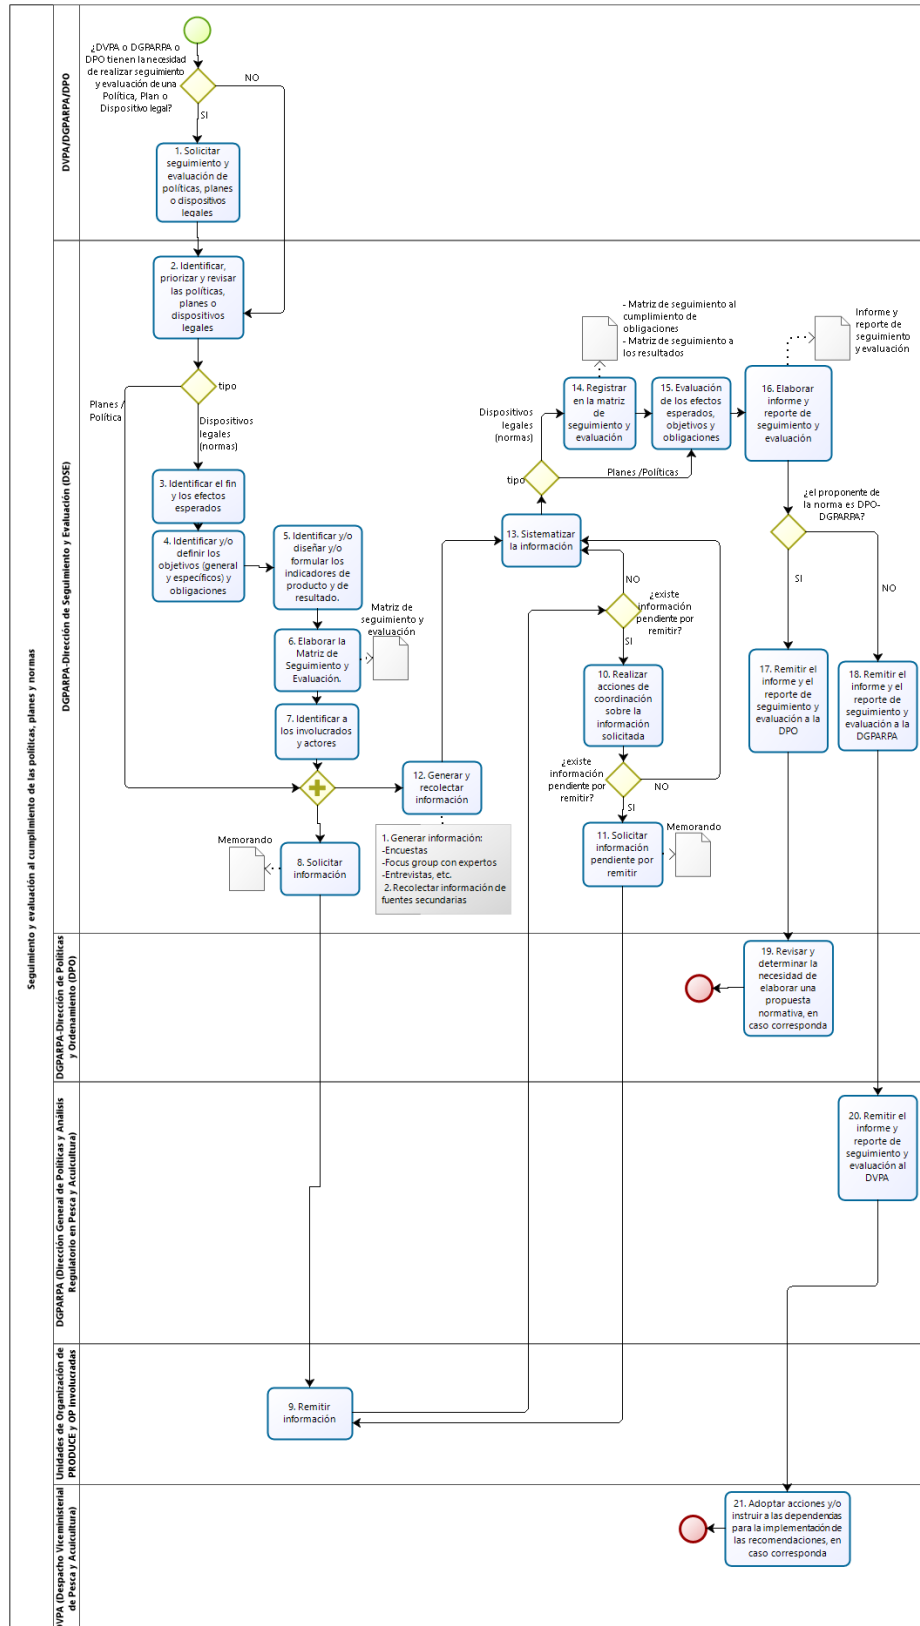 Seguimiento y evaluación al cumplimiento de las políticas, planes y normas
DVPA/DGPARPA/DPO
¿DVPA o DGPARPA o
DPO tienen la necesidad
de realizar seguimiento
y evaluación de una
Política, Plan o
Dispositivo legal?
NO
SI
1. Solicitar
seguimiento y
evaluación de
políticas, planes
o dispositivos
legales
DGPARPA-Dirección de Seguimiento y Evaluación (DSE)
2. Identificar,
priorizar y revisar
las políticas,
planes o
dispositivos
legales
tipo
Planes /
Política
Dispositivos
legales
(normas)
3. Identificar el fin
y los efectos
esperados
4. Identificar y/o
definir los
objetivos (general
y específicos) y
obligaciones
5. Identificar y/o
diseñar y/o
formular los
indicadores de
producto y de
resultado.
6. Elaborar la
Matriz de
Seguimiento y
Evaluación.
Matriz de
seguimiento y
evaluación
7. Identificar a
los involucrados
y actores
12. Generar y
recolectar
información
1. Generar información:
-Encuestas
-Focus group con expertos
-Entrevistas, etc.
2. Recolectar información de
fuentes secundarias
Memorando
8. Solicitar
información
- Matriz de seguimiento al
cumplimiento de
obligaciones
- Matriz de seguimiento a
los resultados
Informe y
reporte de
seguimiento
y evaluación
14. Registrar
en la matriz
de
seguimiento y
evaluación
15. Evaluación
de los efectos
esperados,
objetivos y
obligaciones
16. Elaborar
informe y
reporte de
seguimiento y
evaluación
Dispositivos
legales
(normas)
tipo
Planes /Políticas
13. Sistematizar
la información
NO
¿existe
información
pendiente por
remitir?
SI
10. Realizar
acciones de
coordinación
sobre la
información
solicitada
¿existe
información
pendiente por
remitir?
NO
SI
11. Solicitar
información
pendiente por
remitir
Memorando
¿el proponente de
la norma es DPO-
DGPARPA?
SI
NO
17. Remitir el
informe y el
reporte de
seguimiento y
evaluación a la
DPO
18. Remitir el
informe y el
reporte de
seguimiento y
evaluación a la
DGPARPA
DGPARPA-Dirección de Políticas
y Ordenamiento (DPO)
19. Revisar y
determinar la
necesidad de
elaborar una
propuesta
normativa, en
caso corresponda
DGPARPA (Dirección General de Políticas y Análisis
Regulatorio en Pesca y Acuicultura)
20. Remitir el
informe y
reporte de
seguimiento y
evaluación al
DVPA
Unidades de Organización de
PRODUCE y OP Involucradas
9. Remitir
información
DVPA (Despacho Viceministerial
de Pesca y Acuicultura)
21. Adoptar acciones y/o
instruir a las dependencias
para la implementación de
las recomendaciones, en
caso corresponda